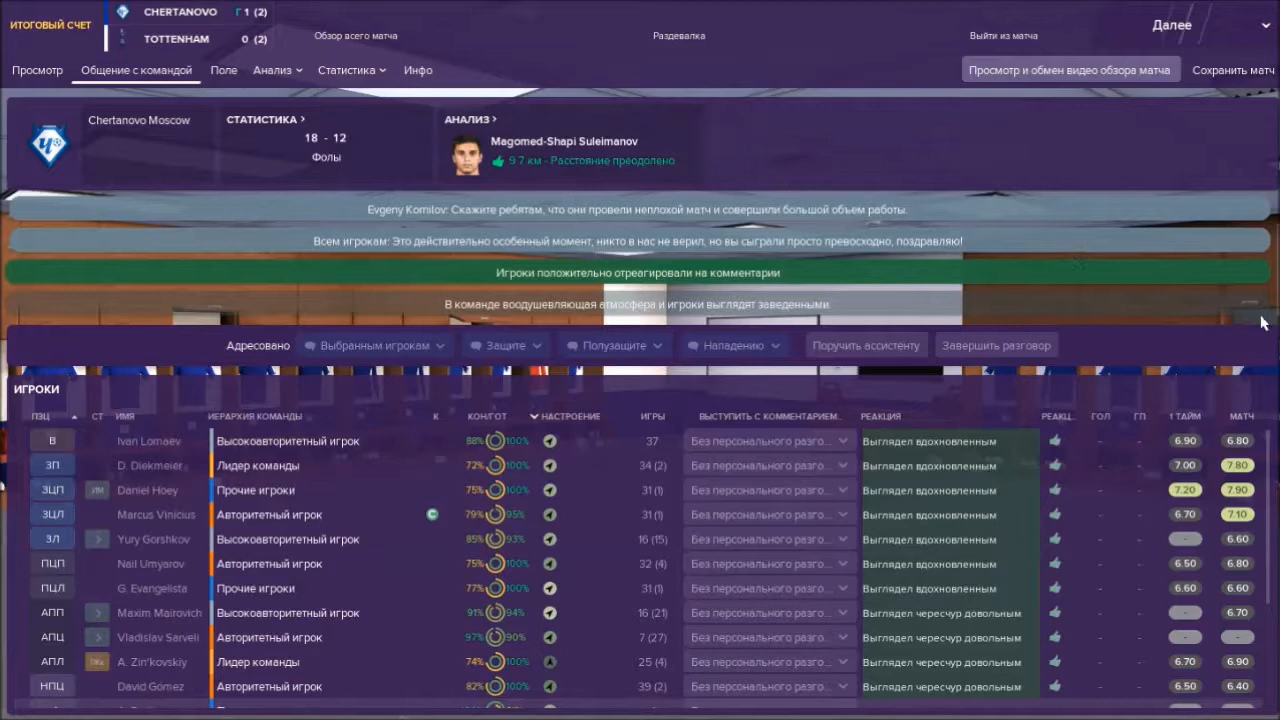 ИТОГОВЫЙ СЧЕТ
CHERTANOVO Г 1 (2)
TOTTENHAM 0 (2)
Обзор всего матча Раздевалка Выйти из матча
Далее
Просмотр Общение с командой Поле Анализ Статистика Инфо Просмотр и обмен видео обзора матча Сохранить матч
Chertanovo Moscow
СТАТИСТИКА >
18 - 12
Фолы
АНАЛИЗ >
Magomed-Shapi Suleimanov
9.7 км - Расстояние преодолено
Evgeny Kornilov: Скажите ребятам, что они провели неплохой матч и совершили большой объем работы.
Всем игрокам: Это действительно особенный момент, никто в нас не верил, но вы сыграли просто превосходно, поздравляю!
Игроки положительно отреагировали на комментарии
В команде воодушевляющая атмосфера и игроки выглядят заведенными
Адресовано Выбранным игрокам Защите Полузащите Нападению Поручить ассистенту Завершить разговор
ИГРОКИ
ПЗЦ СТ ИМЯ ИЕРАРХИЯ КОМАНДЫ К КОН/ГОТ НАСТРОЕНИЕ ИГРЫ ВЫСТУПИТЬ С КОММЕНТАРИЕМ... РЕАКЦИЯ РЕАКЦ... ГОЛ ГП 1 ТАЙМ МАТЧ
В Ivan Lomaev Высокоавторитетный игрок 88% 100% 37 Без персонального разго... Выглядел вдохновленным - - 6.90 6.80
ЗП D. Diekmeier Лидер команды 72% 100% 34 (2) Без персонального разго... Выглядел вдохновленным - - 7.00 7.80
ЗЦП ИМ Daniel Hoey Прочие игроки 75% 100% 31 (1) Без персонального разго... Выглядел вдохновленным - - 7.20 7.90
ЗЦЛ Marcus Vinícius Авторитетный игрок C 79% 95% 31 (1) Без персонального разго... Выглядел вдохновленным - - 6.70 7.10
ЗЛ Yury Gorshkov Высокоавторитетный игрок 85% 93% 16 (15) Без персонального разго... Выглядел вдохновленным - - - 6.60
ПЦП Nail Umyarov Авторитетный игрок 75% 100% 32 (4) Без персонального разго... Выглядел вдохновленным - - 6.50 6.80
ПЦЛ G. Evangelista Прочие игроки 77% 100% 31 (1) Без персонального разго... Выглядел вдохновленным - - 6.60 6.60
АПП Maxim Mairovich Высокоавторитетный игрок 91% 94% 16 (21) Без персонального разго... Выглядел чересчур довольным - - - 6.70
АПЦ Vladislav Sarveli Авторитетный игрок 97% 90% 7 (27) Без персонального разго... Выглядел чересчур довольным - - - -
АПЛ A. Zin'kovskiy Лидер команды 74% 100% 25 (4) Без персонального разго... Выглядел чересчур довольным - - 6.70 6.90
НПЦ David Gómez Авторитетный игрок 82% 100% 39 (2) Без персонального разго... Выглядел чересчур довольным - - 6.50 6.40